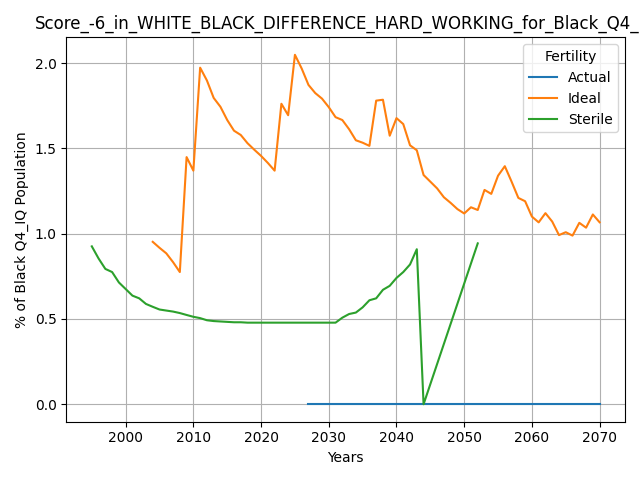 Score_-6_in_WHITE_BLACK_DIFFERENCE_HARD_WORKING_for_Black_Q4_
Fertility
Actual
Ideal
Sterile
% of Black Q4_IQ Population
2.0
1.5
1.0
0.5
0.0
2000 2010 2020 2030 2040 2050 2060 2070
Years